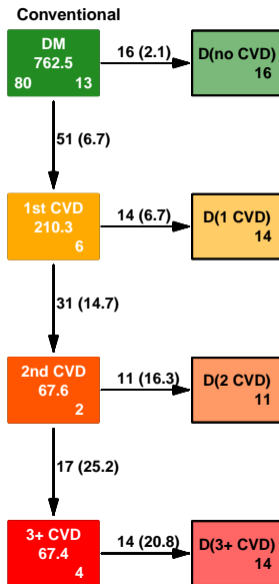 Conventional
DM
762.5
80 13
16 (2.1)
D(no CVD)
16
51 (6.7)
1st CVD
210.3
6
14 (6.7)
D(1 CVD)
14
31 (14.7)
2nd CVD
67.6
2
11 (16.3)
D(2 CVD)
11
17 (25.2)
3+ CVD
67.4
4
14 (20.8)
D(3+ CVD)
14